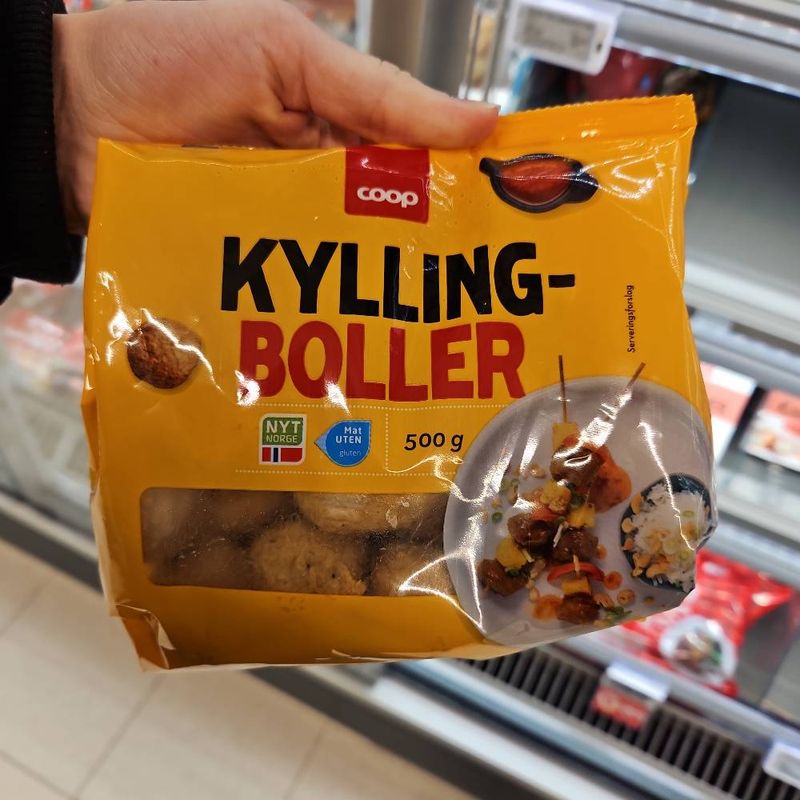 coop
KYLLING-
BOLLER
Serveringsforslag
NYT
NORGE
Mat
UTEN
gluten
500 g